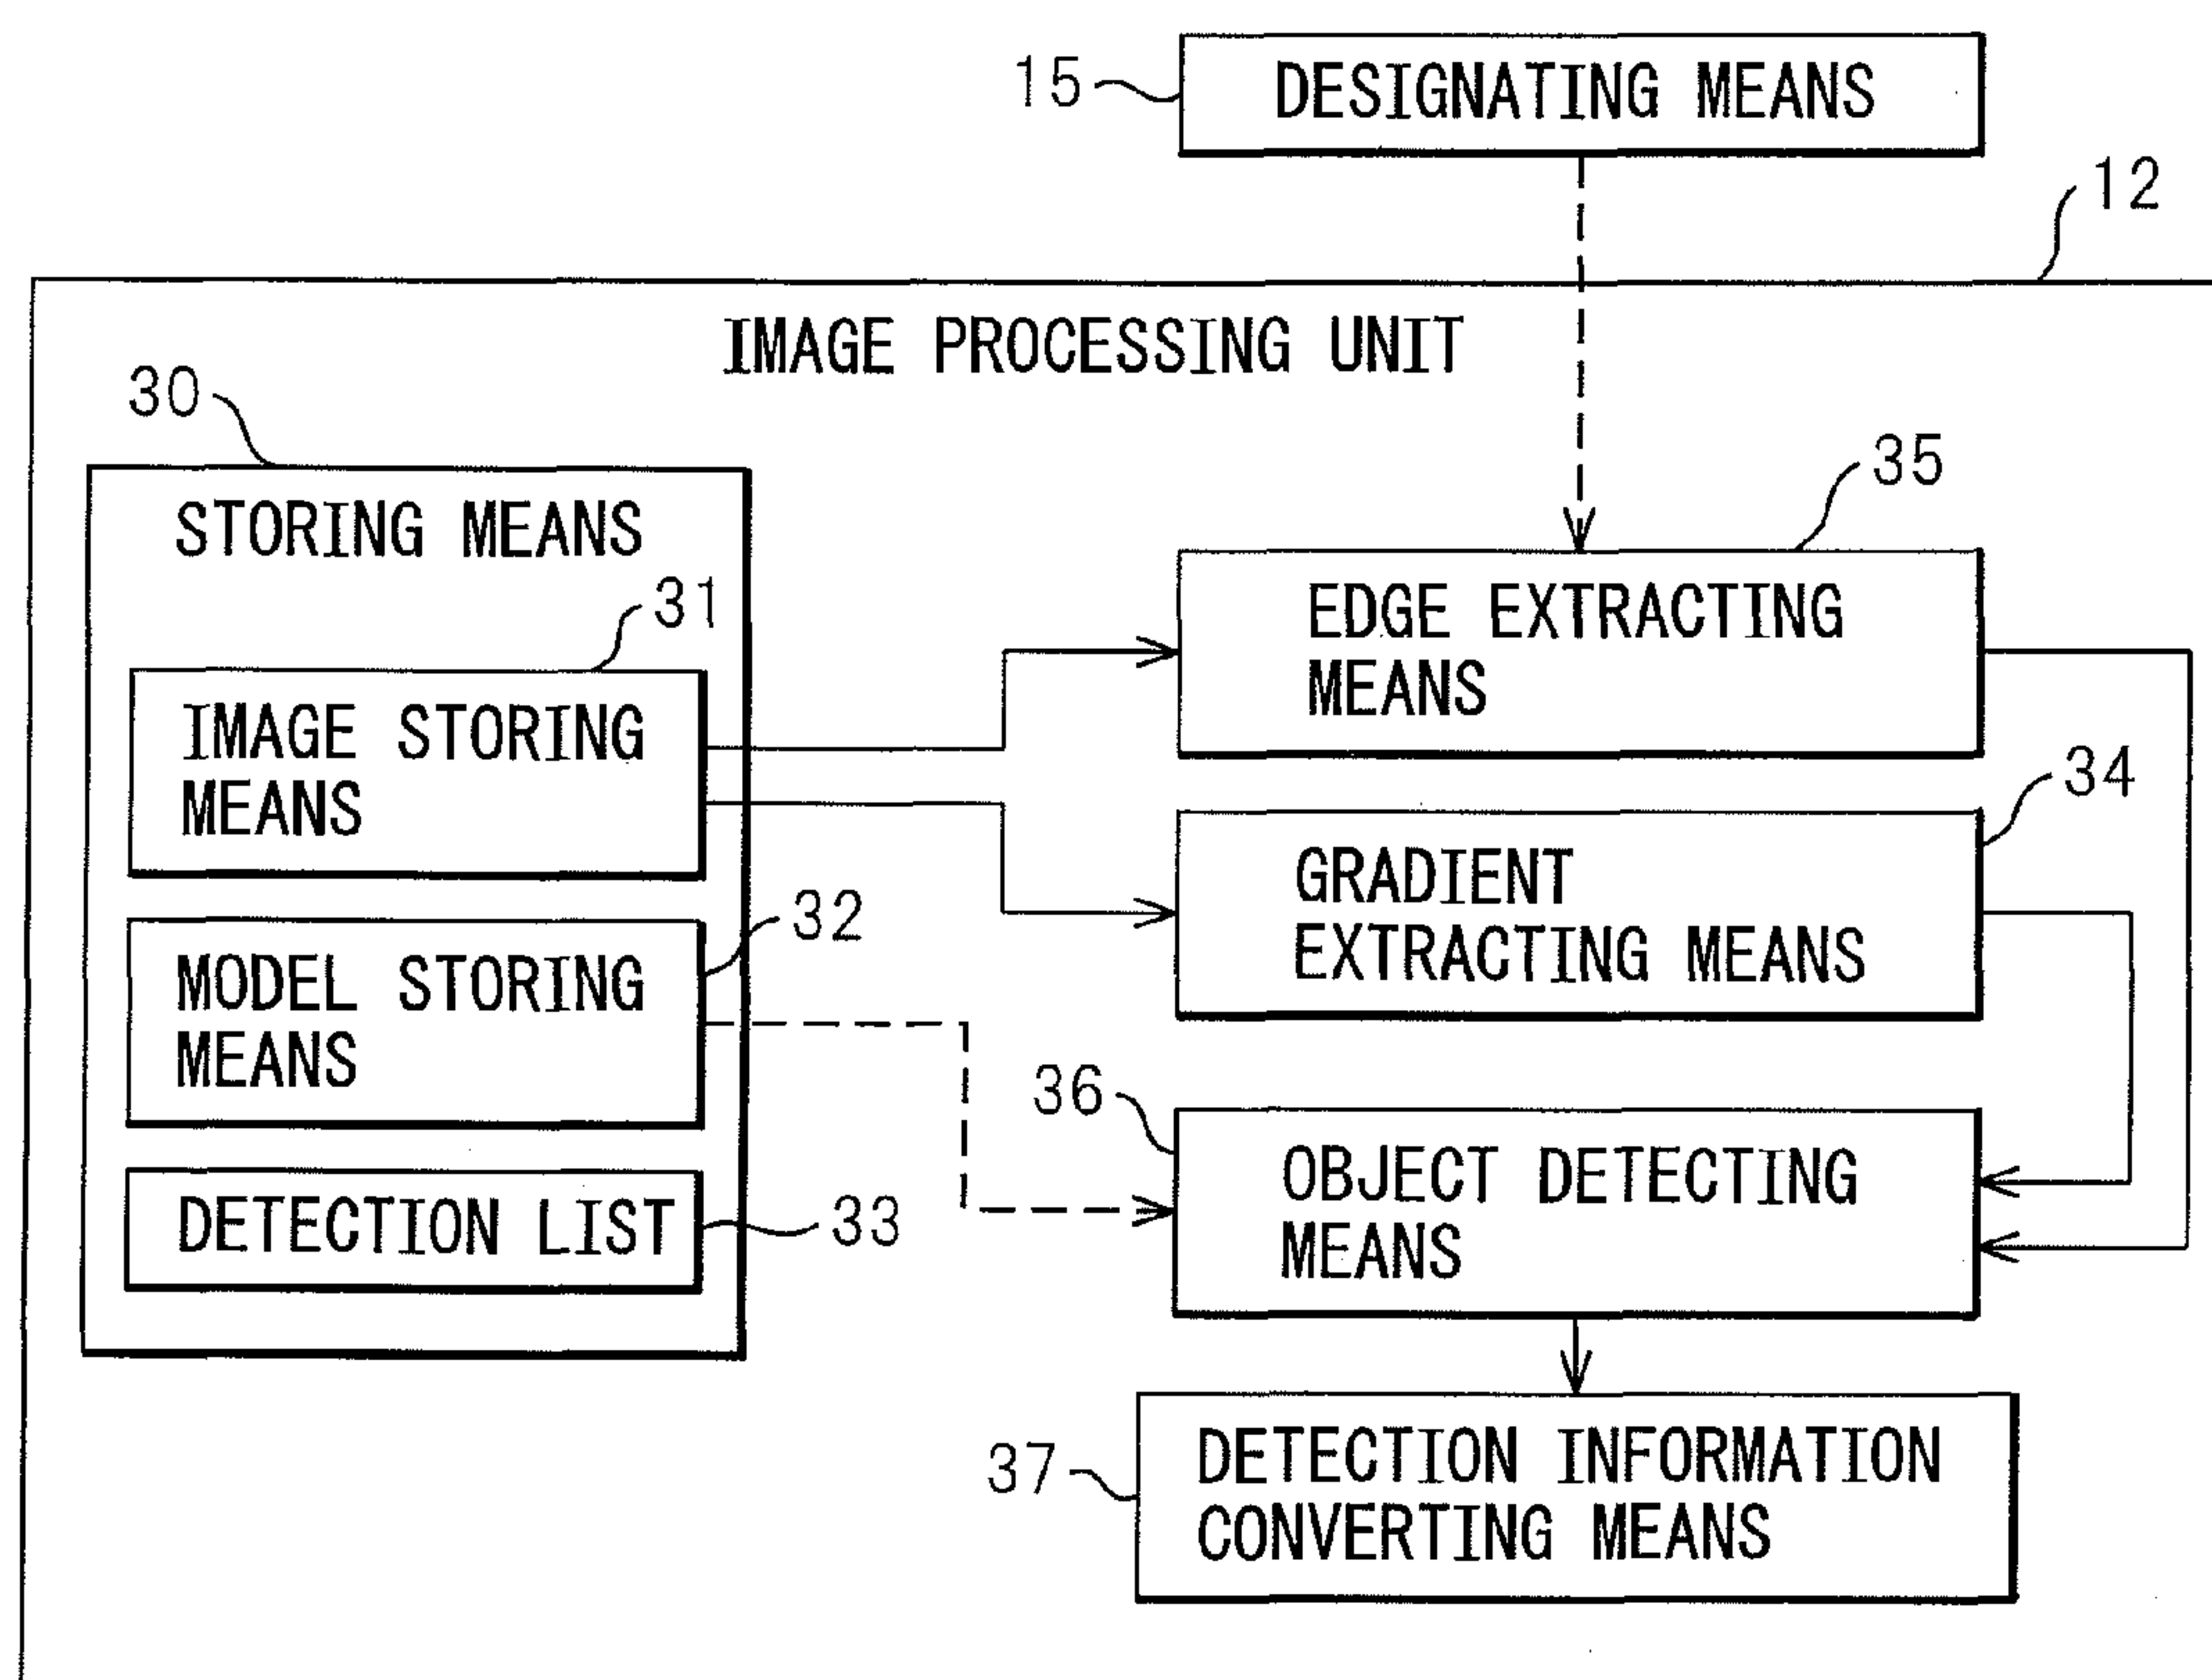 15
DESIGNATING MEANS
12
IMAGE PROCESSING UNIT
30
STORING MEANS
31
IMAGE STORING
MEANS
32
MODEL STORING
MEANS
DETECTION LIST
33
35
EDGE EXTRACTING
MEANS
34
GRADIENT
EXTRACTING MEANS
36
OBJECT DETECTING
MEANS
37
DETECTION INFORMATION
CONVERTING MEANS